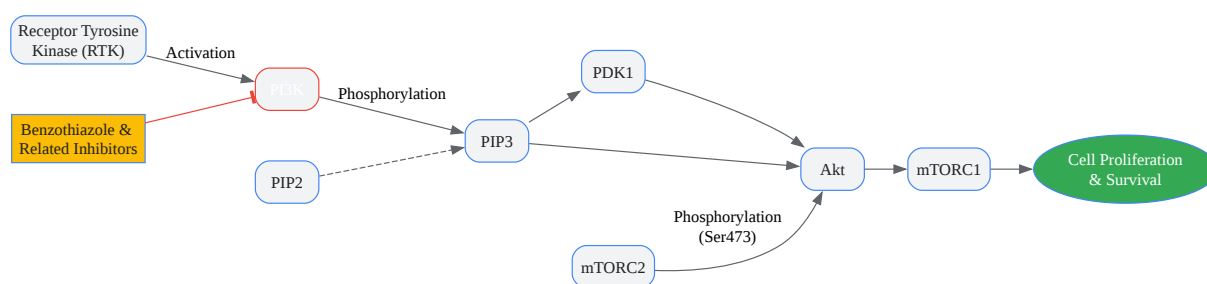 Receptor Tyrosine
Kinase (RTK)
Activation
PI3K
Benzothiazole &
Related Inhibitors
Phosphorylation
PIP2
PIP3
PDK1
Phosphorylation
(Ser473)
mTORC2
Akt
mTORC1
Cell Proliferation
& Survival